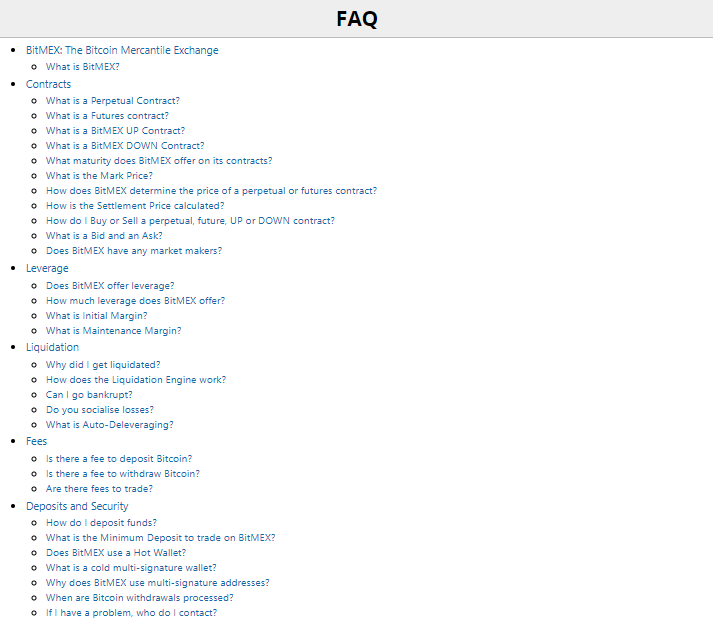 FAQ
BitMEX: The Bitcoin Mercantile Exchange
What is BitMEX?
Contracts
What is a Perpetual Contract?
What is a Futures contract?
What is a BitMEX UP Contract?
What is a BitMEX DOWN Contract?
What maturity does BitMEX offer on its contracts?
What is the Mark Price?
How does BitMEX determine the price of a perpetual or futures contract?
How is the Settlement Price calculated?
How do I Buy or Sell a perpetual, future, UP or DOWN contract?
What is a Bid and an Ask?
Does BitMEX have any market makers?
Leverage
Does BitMEX offer leverage?
How much leverage does BitMEX offer?
What is Initial Margin?
What is Maintenance Margin?
Liquidation
Why did I get liquidated?
How does the Liquidation Engine work?
Can I go bankrupt?
Do you socialise losses?
What is Auto-Deleveraging?
Fees
Is there a fee to deposit Bitcoin?
Is there a fee to withdraw Bitcoin?
Are there fees to trade?
Deposits and Security
How do I deposit funds?
What is the Minimum Deposit to trade on BitMEX?
Does BitMEX use a Hot Wallet?
What is a cold multi-signature wallet?
Why does BitMEX use multi-signature addresses?
When are Bitcoin withdrawals processed?
If I have a problem, who do I contact?